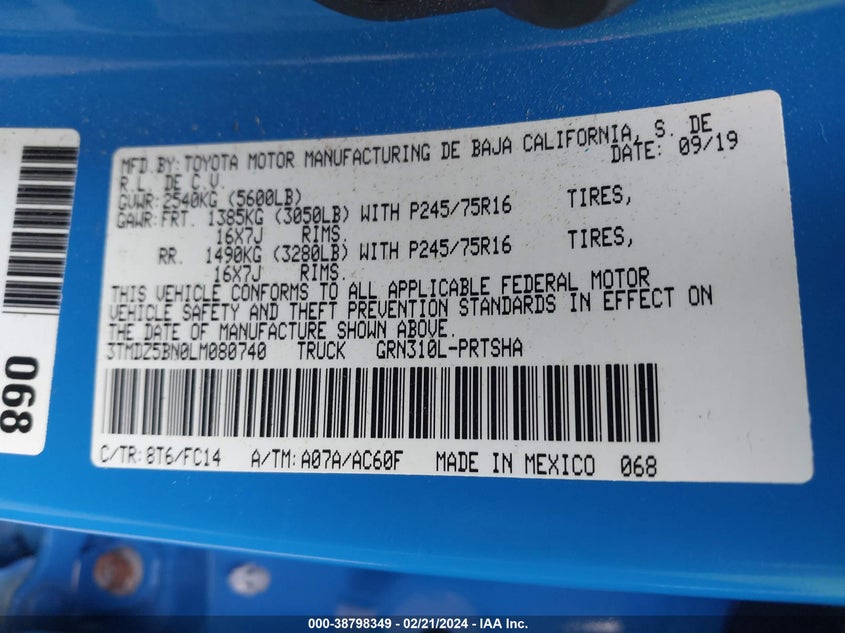 MFD.BY:TOYOTA MOTOR MANUFACTURING DE BAJA CALIFORNIA, S. DE
R.L. DE C.V. DATE: 09/19
GVWR:2540KG (5600LB)
GAWR:FRT. 1385KG (3050LB) WITH P245/75R16 TIRES,
16X7J RIMS.
RR. 1490KG (3280LB) WITH P245/75R16 TIRES,
16X7J RIMS.
THIS VEHICLE CONFORMS TO ALL APPLICABLE FEDERAL MOTOR
VEHICLE SAFETY AND THEFT PREVENTION STANDARDS IN EFFECT ON
THE DATE OF MANUFACTURE SHOWN ABOVE.
3TMDZ5BN0LM080740 TRUCK GRN310L-PRTSHA
C/TR:8T6/FC14 A/TM:A07A/AC60F MADE IN MEXICO 068
068
000-38798349 - 02/21/2024 - IAA Inc.